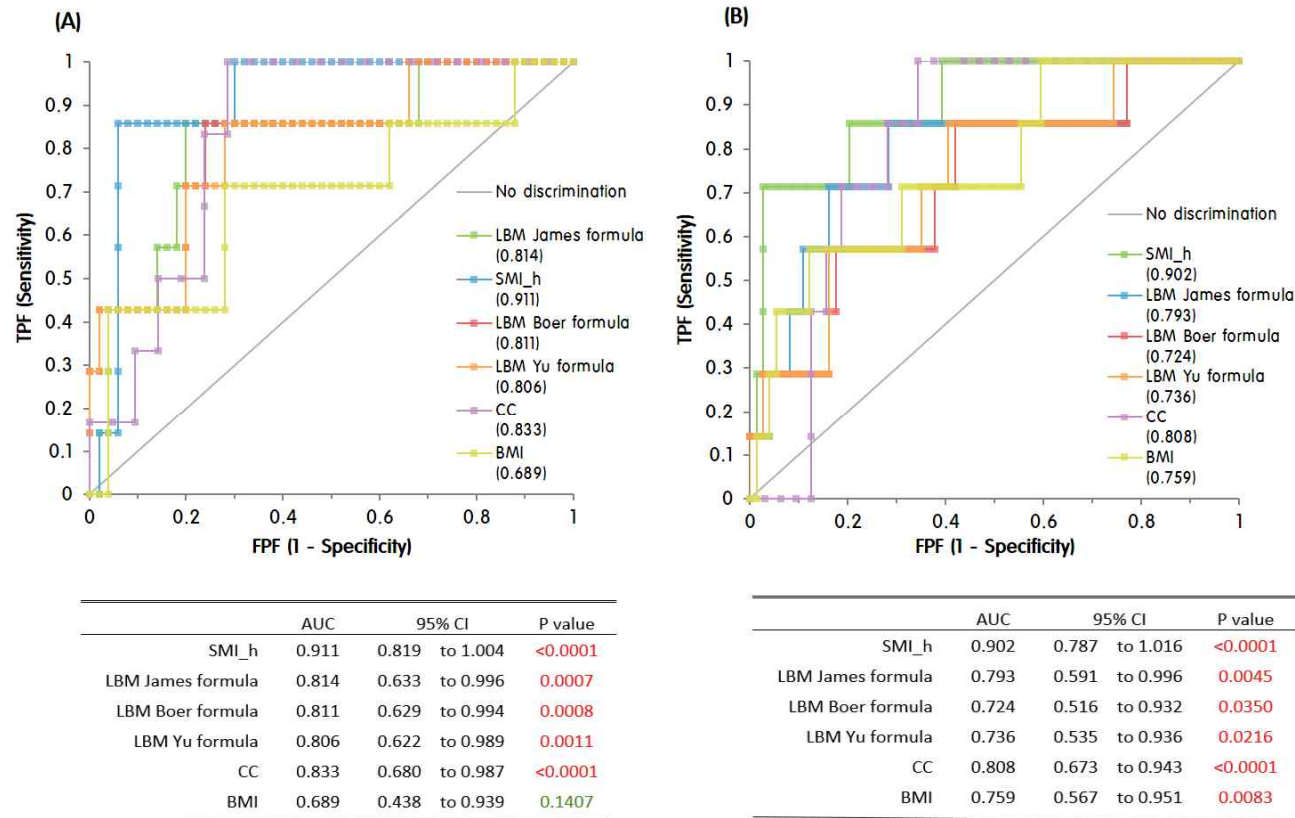 (A)
1
0.9
0.8
0.7
0.6
0.5
0.4
0.3
0.2
0.1
0
TPF (Sensitivity)
0 0.2 0.4 0.6 0.8 1
FPF (1 - Specificity)
No discrimination
LBM James formula
(0.814)
SMI_h
(0.911)
LBM Boer formula
(0.811)
LBM Yu formula
(0.806)
CC
(0.833)
BMI
(0.689)
AUC 95% CI P value
SMI_h 0.911 0.819 to 1.004 <0.0001
LBM James formula 0.814 0.633 to 0.996 0.0007
LBM Boer formula 0.811 0.629 to 0.994 0.0008
LBM Yu formula 0.806 0.622 to 0.989 0.0011
CC 0.833 0.680 to 0.987 <0.0001
BMI 0.689 0.438 to 0.939 0.1407
(B)
1
0.9
0.8
0.7
0.6
0.5
0.4
0.3
0.2
0.1
0
TPF (Sensitivity)
0 0.2 0.4 0.6 0.8 1
FPF (1 - Specificity)
No discrimination
SMI_h
(0.902)
LBM James formula
(0.793)
LBM Boer formula
(0.724)
LBM Yu formula
(0.736)
CC
(0.808)
BMI
(0.759)
AUC 95% CI P value
SMI_h 0.902 0.787 to 1.016 <0.0001
LBM James formula 0.793 0.591 to 0.996 0.0045
LBM Boer formula 0.724 0.516 to 0.932 0.0350
LBM Yu formula 0.736 0.535 to 0.936 0.0216
CC 0.808 0.673 to 0.943 <0.0001
BMI 0.759 0.567 to 0.951 0.0083